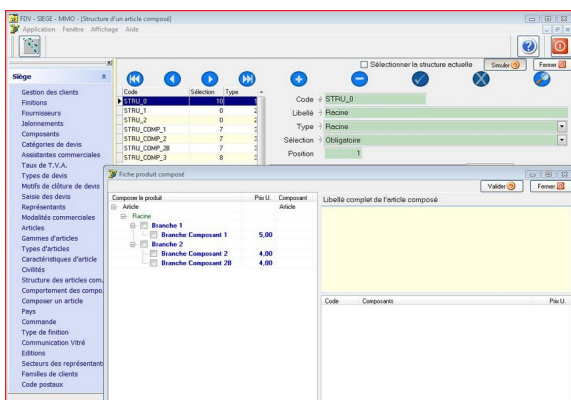 FDV - SIEGE - MMO - [Structure d'un article composé]
Application Fenêtre Affichage Aide
Sélectionner la structure actuelle
Simuler
Fermer
Siège
Gestion des clients
Finitions
Fournisseurs
Jalonnements
Composants
Catégories de devis
Assistantes commerciales
Taux de T.V.A.
Types de devis
Motifs de clôture de devis
Saisie des devis
Représentants
Modalités commerciales
Articles
Gammes d'articles
Types d'articles
Caractéristiques d'article
Civilités
Structure des articles com
Comportement des compo
Composer un article
Pays
Commande
Type de finition
Communication Vitré
Editions
Secteurs des représentant
Familles de clients
Code postaux
Code Sélection Type
STRU_0 10 1
STRU_1 0 2
STRU_2 0 2
STRU_COMP_1 7 3
STRU_COMP_2 7 3
STRU_COMP_2B 7 3
STRU_COMP_3 8 3
Code STRU_0
Libellé Racine
Type Racine
Sélection Obligatoire
Position 1
Fiche produit composé
Valider
Fermer
Composer le produit Prix U. Composant
Article Article
Racine
Branche 1
Branche Composant 1 5,00
Branche 2
Branche Composant 2 4,00
Branche Composant 2B 4,00
Libellé complet de l'article composé
Code Composants Prix U.